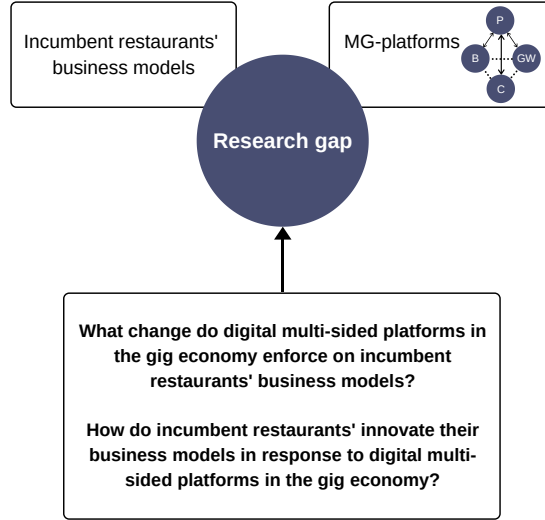 Incumbent restaurants'
business models
MG-platforms
P
B
GW
C
Research gap
What change do digital multi-sided platforms in
the gig economy enforce on incumbent
restaurants' business models?
How do incumbent restaurants' innovate their
business models in response to digital multi-
sided platforms in the gig economy?